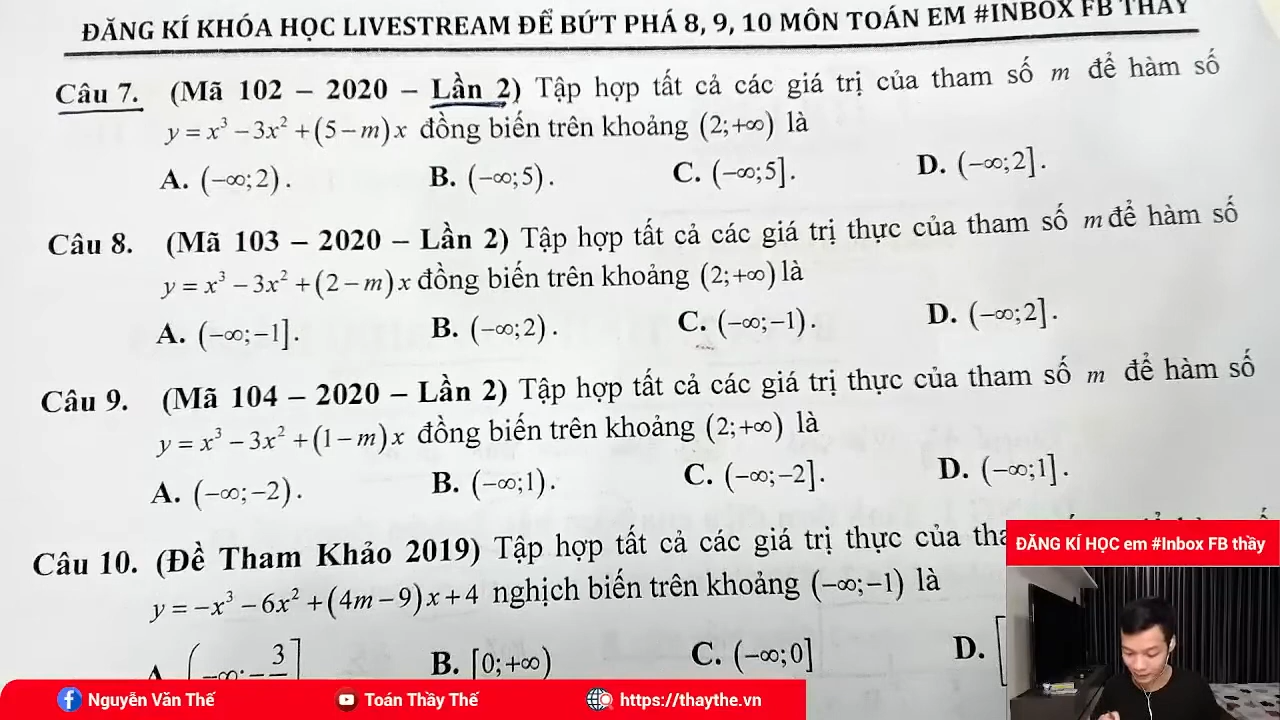 ĐĂNG KÍ KHÓA HỌC LIVESTREAM ĐỂ BỨT PHÁ 8, 9, 10 MÔN TOÁN EM #INBOX FB THẦY
Câu 7. (Mã 102 – 2020 – Lần 2) Tập hợp tất cả các giá trị của tham số m để hàm số
y = x³ – 3x² + (5 – m)x đồng biến trên khoảng (2;+∞) là
A. (–∞;2). B. (–∞;5). C. (–∞;5]. D. (–∞;2].
Câu 8. (Mã 103 – 2020 – Lần 2) Tập hợp tất cả các giá trị thực của tham số m để hàm số
y = x³ – 3x² + (2 – m)x đồng biến trên khoảng (2;+∞) là
A. (–∞;–1]. B. (–∞;2). C. (–∞;–1). D. (–∞;2].
Câu 9. (Mã 104 – 2020 – Lần 2) Tập hợp tất cả các giá trị thực của tham số m để hàm số
y = x³ – 3x² + (1 – m)x đồng biến trên khoảng (2;+∞) là
A. (–∞;–2). B. (–∞;1). C. (–∞;–2]. D. (–∞;1].
Câu 10. (Đề Tham Khảo 2019) Tập hợp tất cả các giá trị thực của
y = –x³ – 6x² + (4m – 9)x + 4 nghịch biến trên khoảng (–∞;–1) là
B. [0;+∞) C. (–∞;0] D. [
ĐĂNG KÍ HỌC em #Inbox FB thầy
Nguyễn Văn Thế Toán Thầy Thế https://thaythe.vn